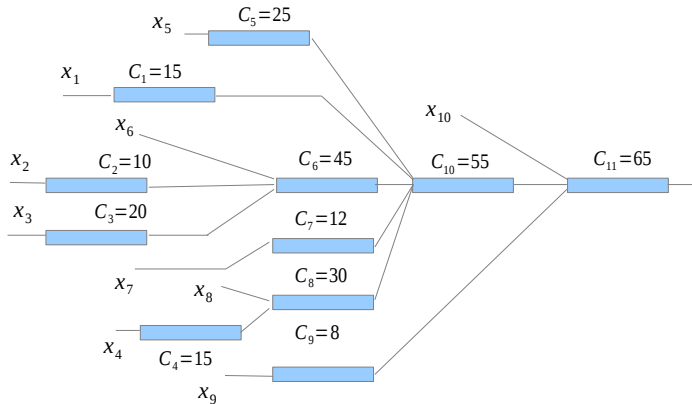 x₅
C₅=25
x₁
C₁=15
x₆
x₁₀
x₂
C₂=10
C₆=45
C₁₀=55
C₁₁=65
x₃
C₃=20
C₇=12
x₇
x₈
C₈=30
x₄
C₄=15
C₉=8
x₉